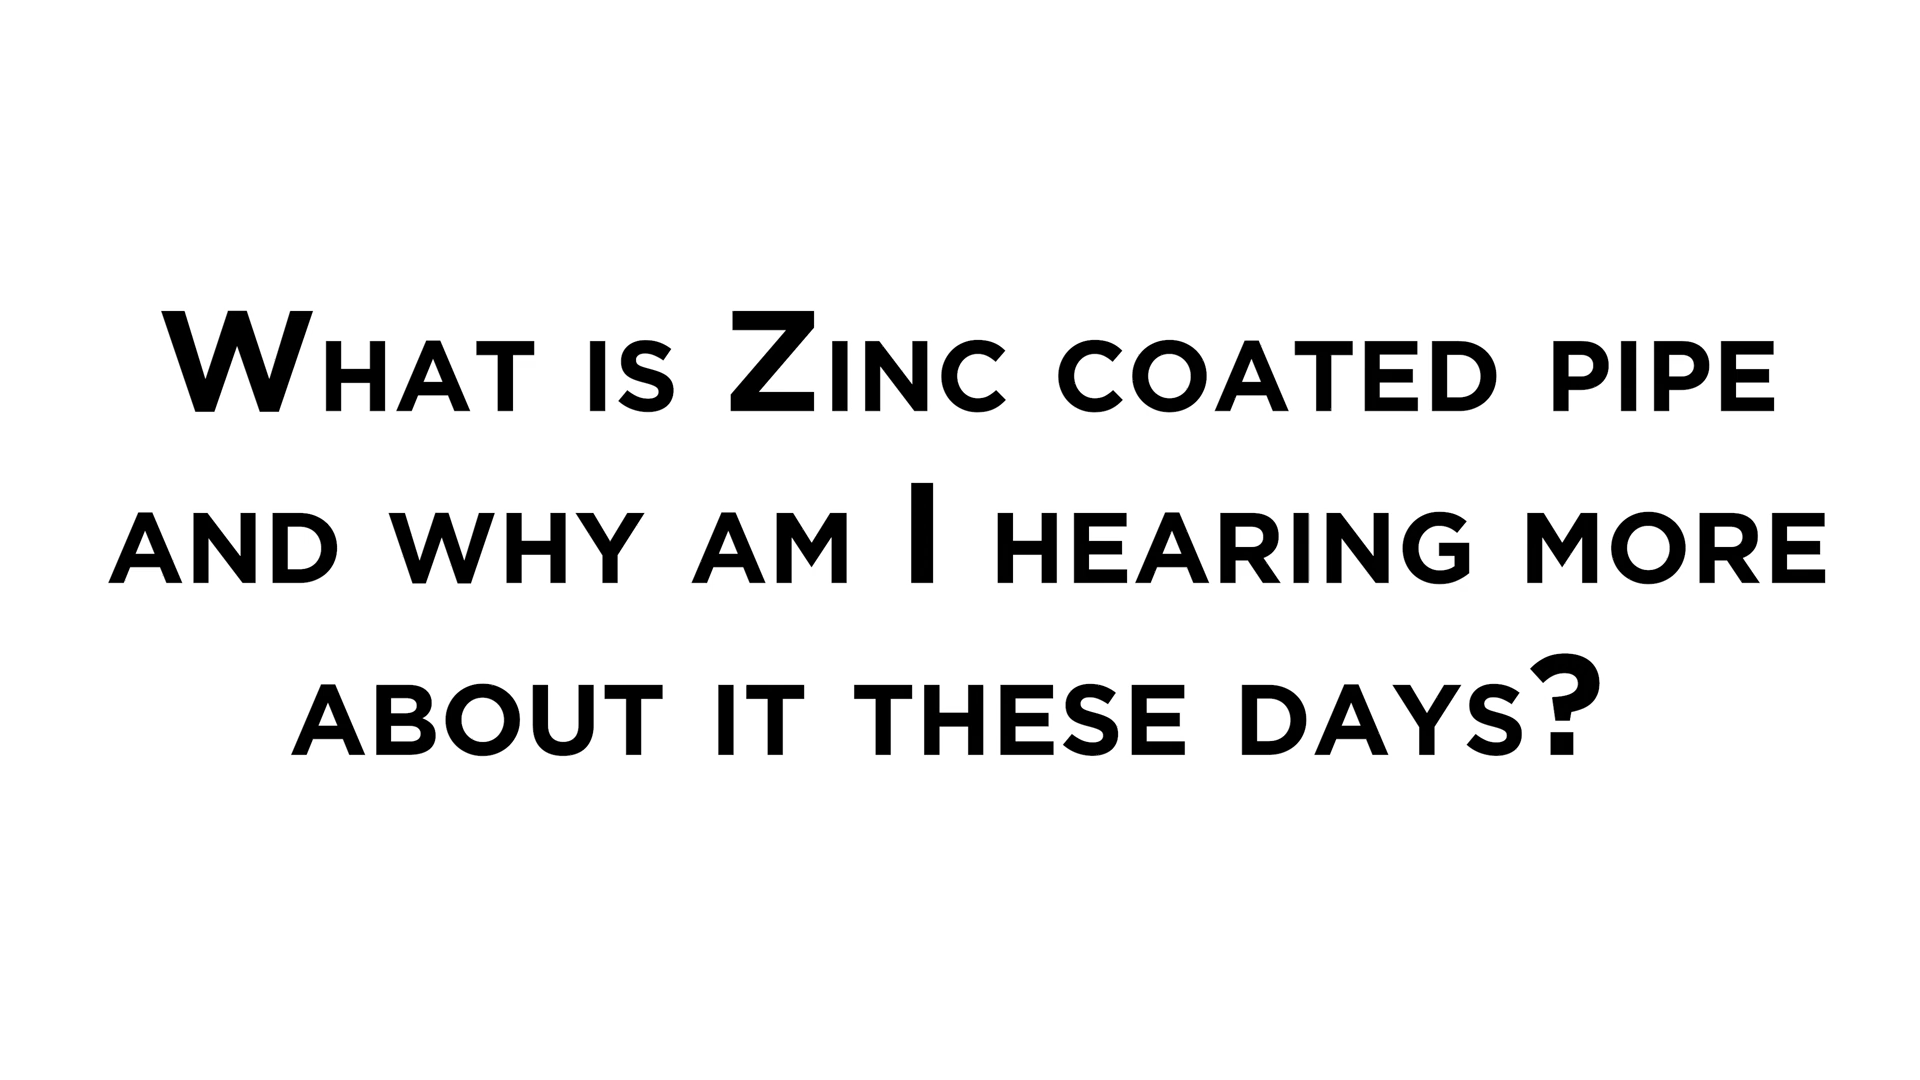 What is Zinc coated pipe
and why am I hearing more
about it these days?